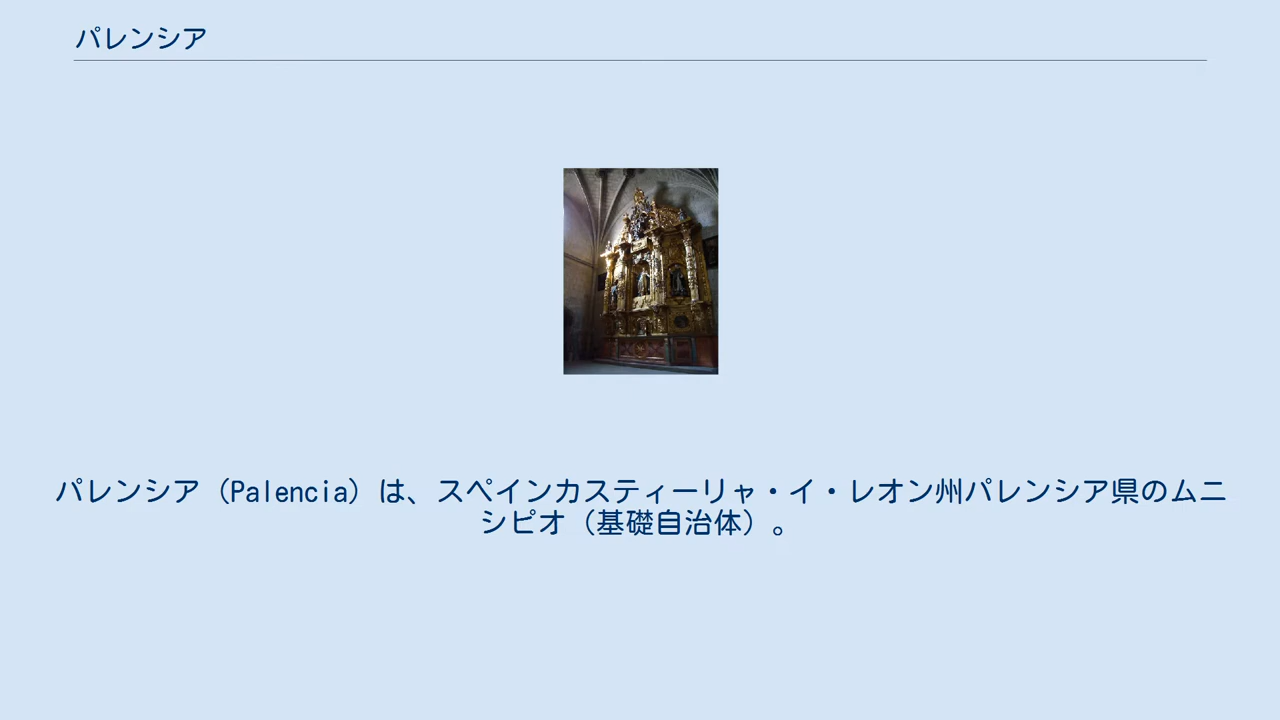 パレンシア
パレンシア（Palencia）は、スペインカスティーリャ・イ・レオン州パレンシア県のムニ
シピオ（基礎自治体）。